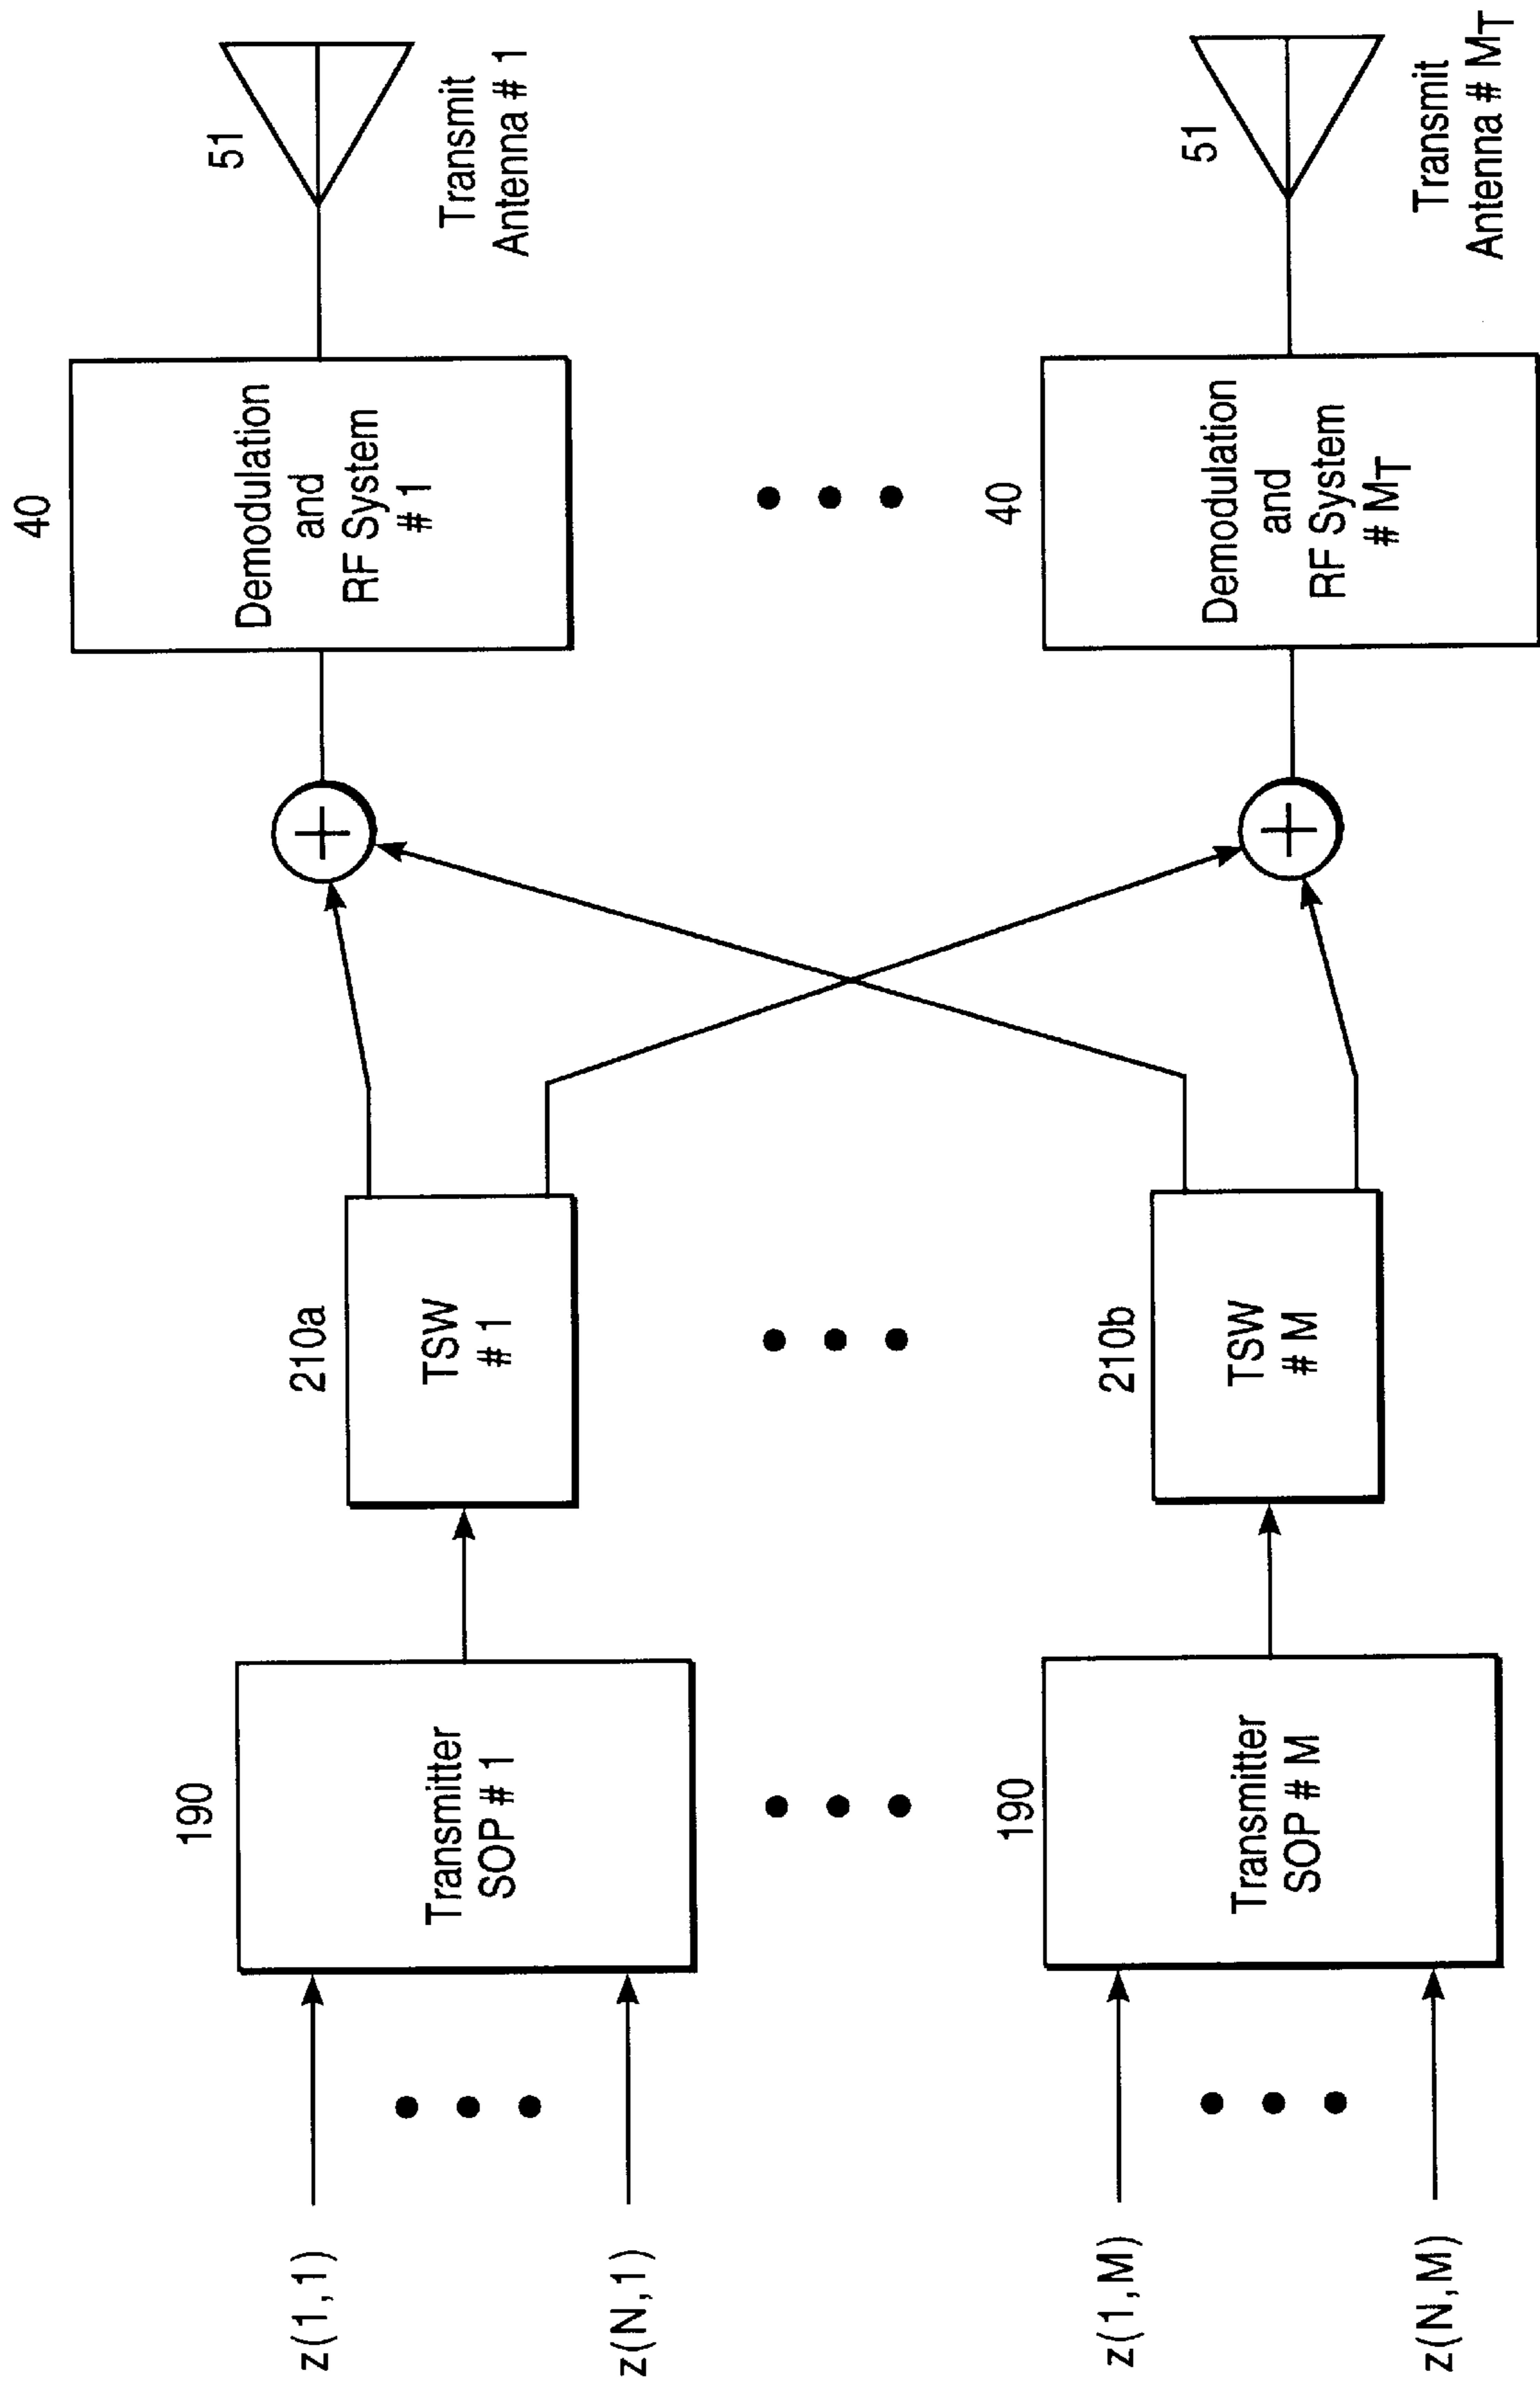 z(1,1)
z(N,1)
190
Transmitter
SOP # 1
210a
TSW
# 1
40
Demodulation
and
RF System
# 1
51
Transmit
Antenna # 1
z(1,M)
z(N,M)
190
Transmitter
SOP # M
210b
TSW
# M
40
Demodulation
and
RF System
# MT
51
Transmit
Antenna # MT